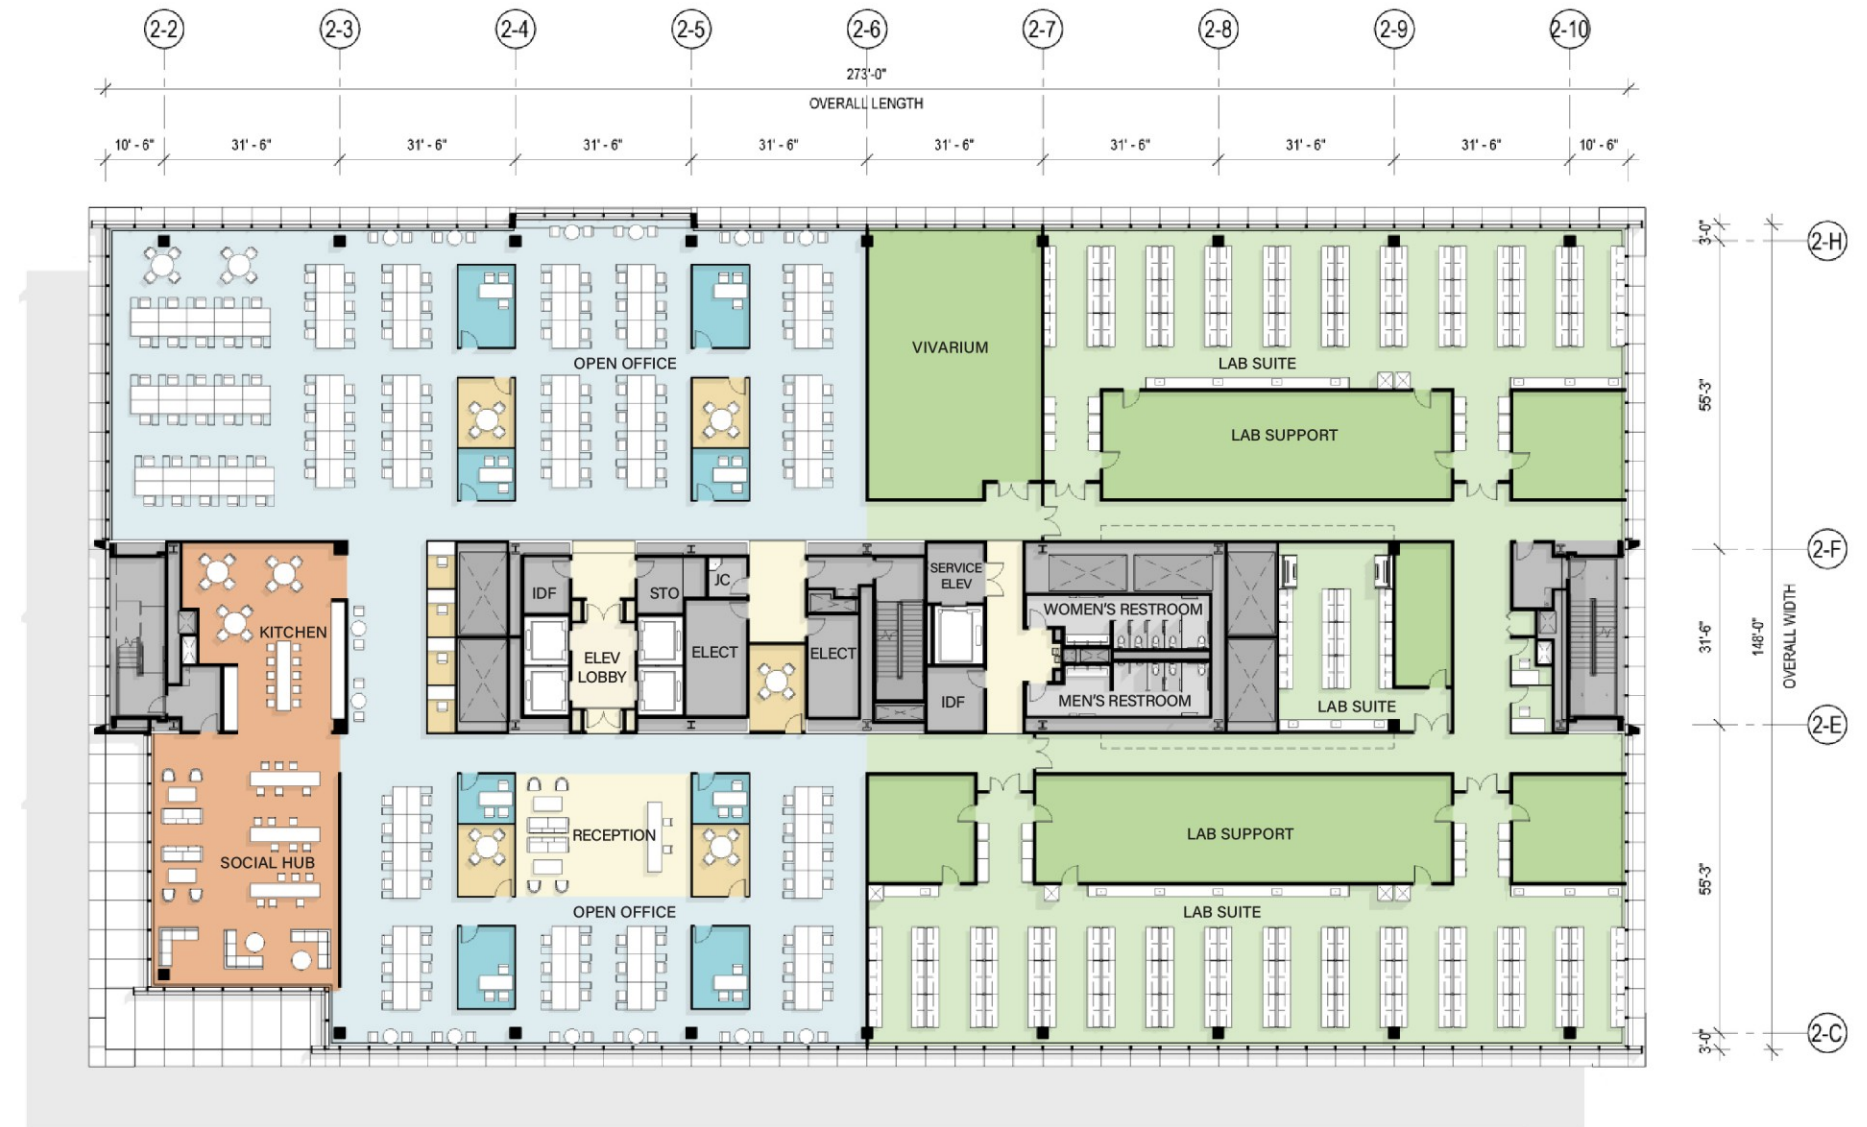 2-2 2-3 2-4 2-5 2-6 2-7 2-8 2-9 2-10
273'-0"
OVERALL LENGTH
10' - 6" 31' - 6" 31' - 6" 31' - 6" 31' - 6" 31' - 6" 31' - 6" 31' - 6" 31' - 6" 10' - 6"
3'-0"
2-H
VIVARIUM
OPEN OFFICE
LAB SUITE
55'-3"
LAB SUPPORT
2-F
SERVICE
ELEV
IDF
STO
JC
WOMEN'S RESTROOM
KITCHEN
ELEV
LOBBY
ELECT
ELECT
31'-6"
148'-0"
OVERALL WIDTH
IDF
MEN'S RESTROOM
LAB SUITE
2-E
RECEPTION
LAB SUPPORT
SOCIAL HUB
55'-3"
OPEN OFFICE
LAB SUITE
3'-0"
2-C